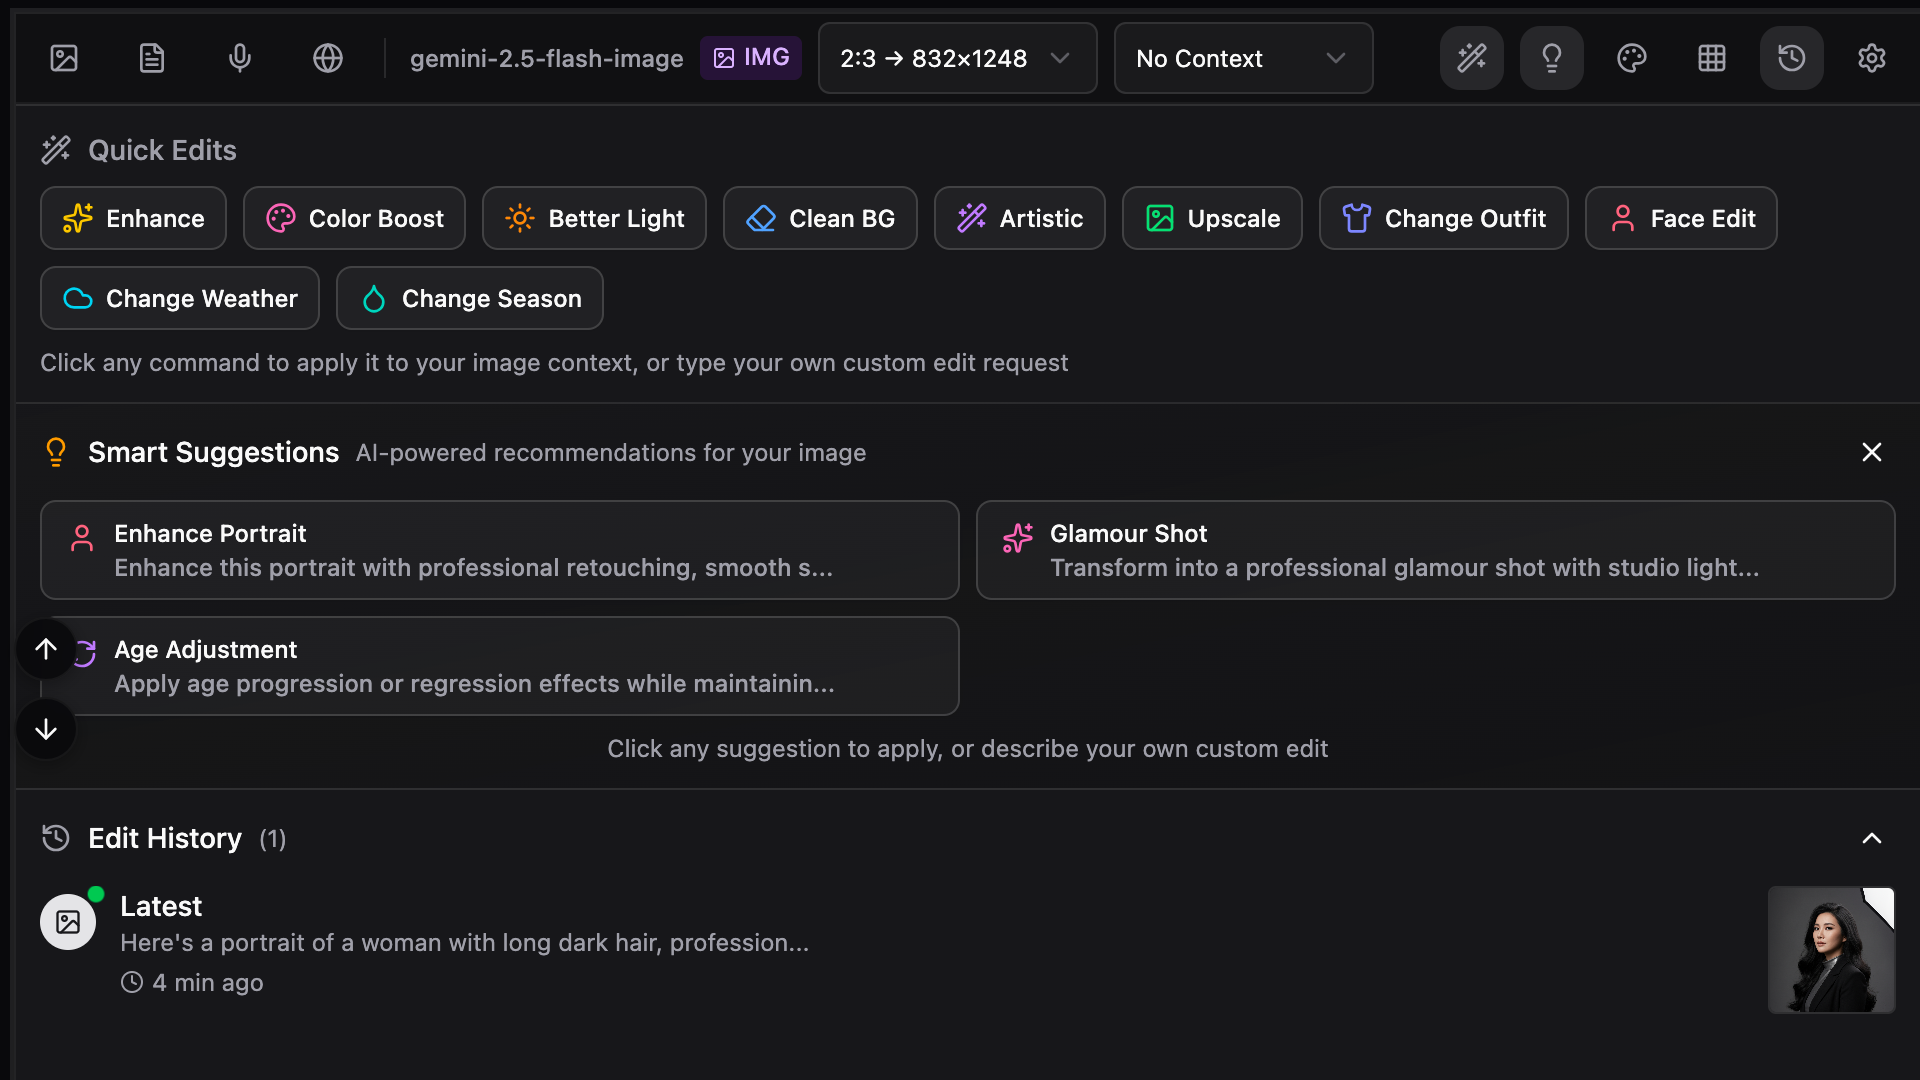 gemini-2.5-flash-image
IMG
2:3 → 832×1248
No Context
Quick Edits
Enhance
Color Boost
Better Light
Clean BG
Artistic
Upscale
Change Outfit
Face Edit
Change Weather
Change Season
Click any command to apply it to your image context, or type your own custom edit request
Smart Suggestions
AI-powered recommendations for your image
Enhance Portrait
Enhance this portrait with professional retouching, smooth s...
Glamour Shot
Transform into a professional glamour shot with studio light...
Age Adjustment
Apply age progression or regression effects while maintainin...
Click any suggestion to apply, or describe your own custom edit
Edit History (1)
Latest
Here's a portrait of a woman with long dark hair, profession...
4 min ago